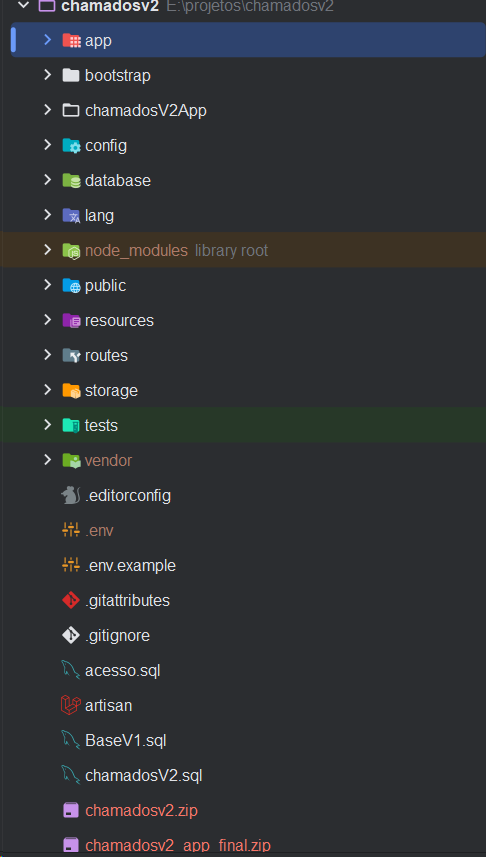 chamadosv2 E:\projetos\chamadosv2
app
bootstrap
chamadosV2App
config
database
lang
node_modules library root
public
resources
routes
storage
tests
vendor
.editorconfig
.env
.env.example
.gitattributes
.gitignore
acesso.sql
artisan
BaseV1.sql
chamadosV2.sql
chamadosv2.zip
chamadosv2_app_final.zip